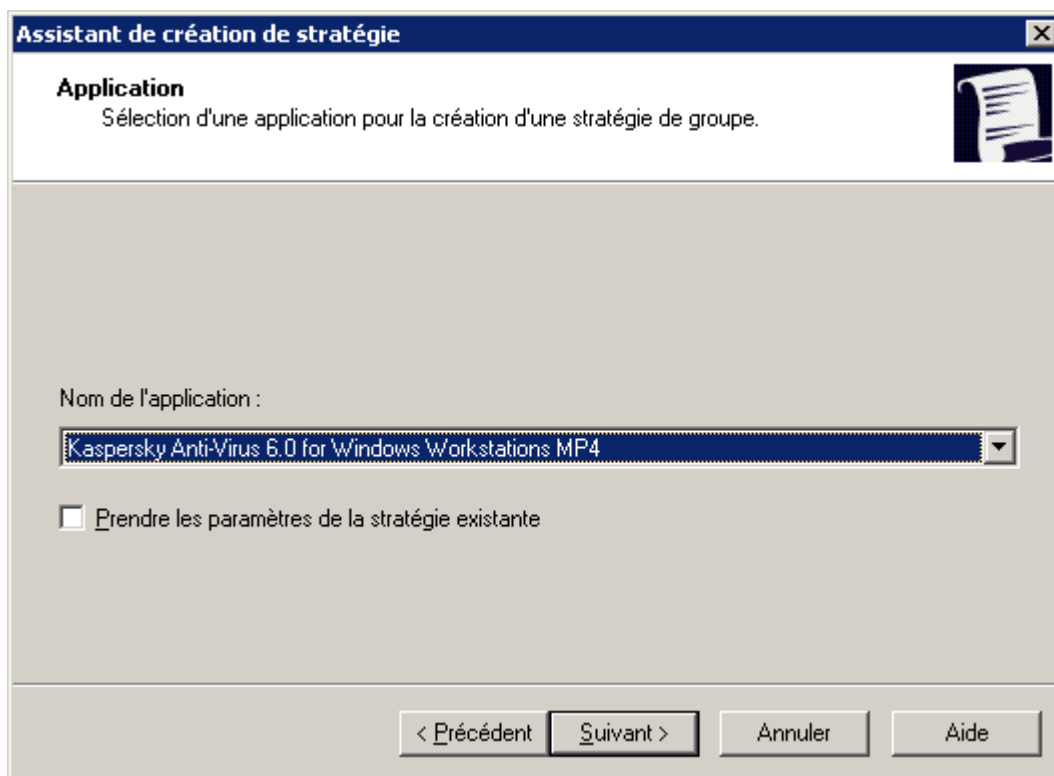 Assistant de création de stratégie
Application
Sélection d'une application pour la création d'une stratégie de groupe.
Nom de l'application :
Kaspersky Anti-Virus 6.0 for Windows Workstations MP4
Prendre les paramètres de la stratégie existante
< Précédent
Suivant >
Annuler
Aide